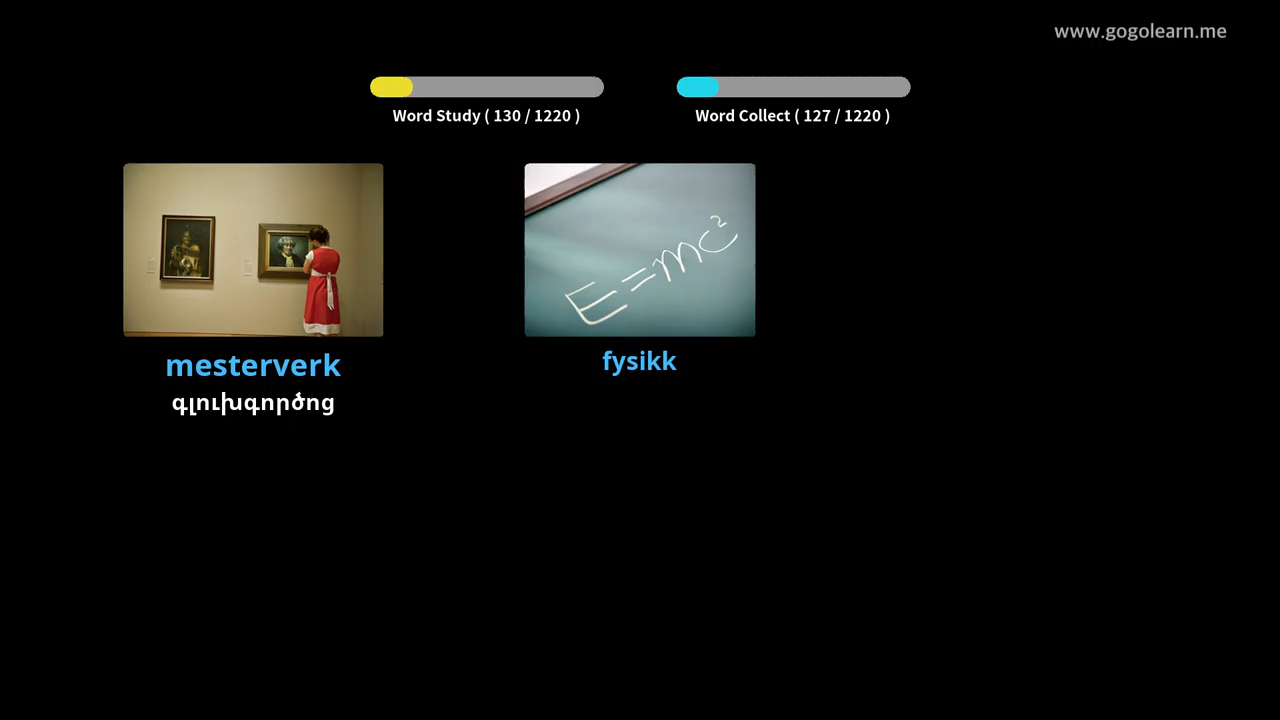 www.gogolearn.me
Word Study ( 130 / 1220 )
Word Collect ( 127 / 1220 )
E=mc²
mesterverk
fysikk
գլուխգործոց